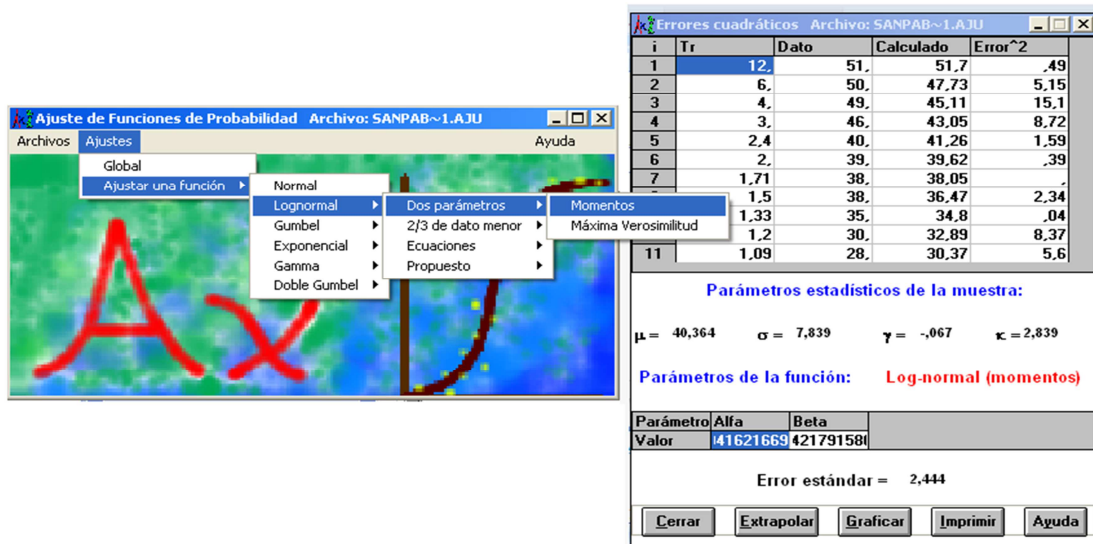 Ajuste de Funciones de Probabilidad Archivo: SANPAB~1.AJU
Archivos Ajustes Ayuda
Global
Ajustar una función
Normal
Lognormal
Gumbel
Exponencial
Gamma
Doble Gumbel
Dos parámetros
2/3 de dato menor
Ecuaciones
Propuesto
Momentos
Máxima Verosimilitud
Errores cuadráticos Archivo: SANPAB~1.AJU
i Tr Dato Calculado Error^2
1 12, 51, 51,7 ,49
2 6, 50, 47,73 5,15
3 4, 49, 45,11 15,1
4 3, 46, 43,05 8,72
5 2,4 40, 41,26 1,59
6 2, 39, 39,62 ,39
7 1,71 38, 38,05 ,
1,5 38, 36,47 2,34
1,33 35, 34,8 ,04
1,2 30, 32,89 8,37
11 1,09 28, 30,37 5,6
Parámetros estadísticos de la muestra:
μ = 40,364 σ = 7,839 γ = -,067 κ = 2,839
Parámetros de la función: Log-normal (momentos)
Parámetro Alfa Beta
Valor 41621669 42179158
Error estándar = 2,444
Cerrar Extrapolar Graficar Imprimir Ayuda
A x